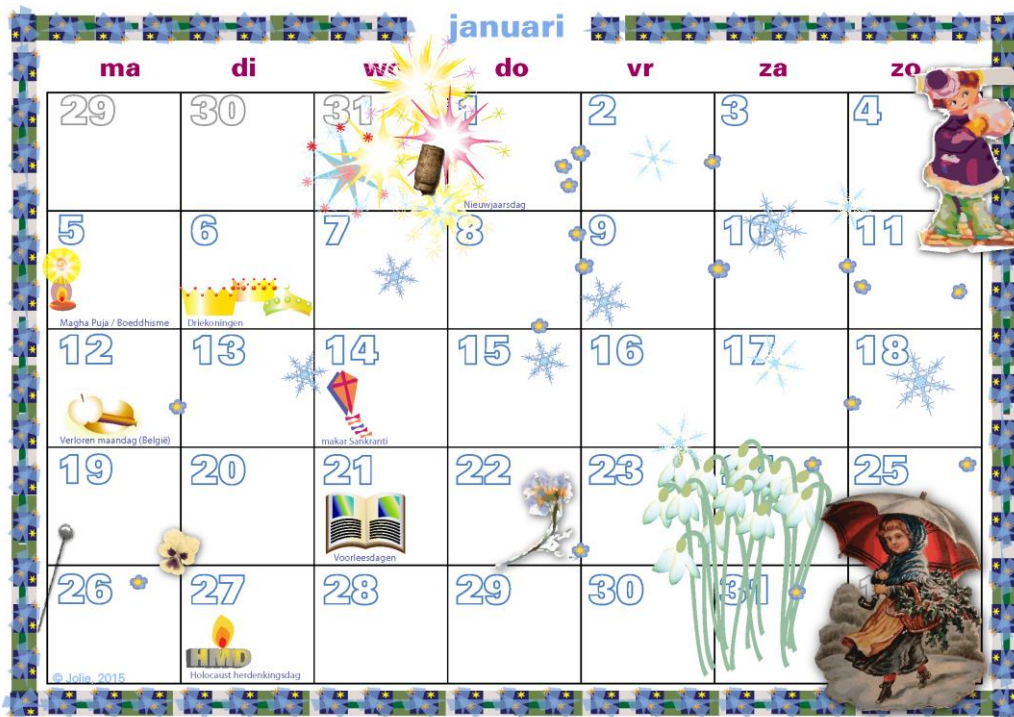 januari
ma di wo do vr za zo
29 30 31 1 2 3 4
Nieuwjaarsdag
5 6 7 8 9 10 11
Magha Puja / Boeddhisme Driekoningen
12 13 14 15 16 17 18
Verloren maandag (België) makar Sankranti
19 20 21 22 23 25
Voorleesdagen
26 27 28 29 30 31
HMD
Holocaust herdenkingsdag
© Jolie, 2015